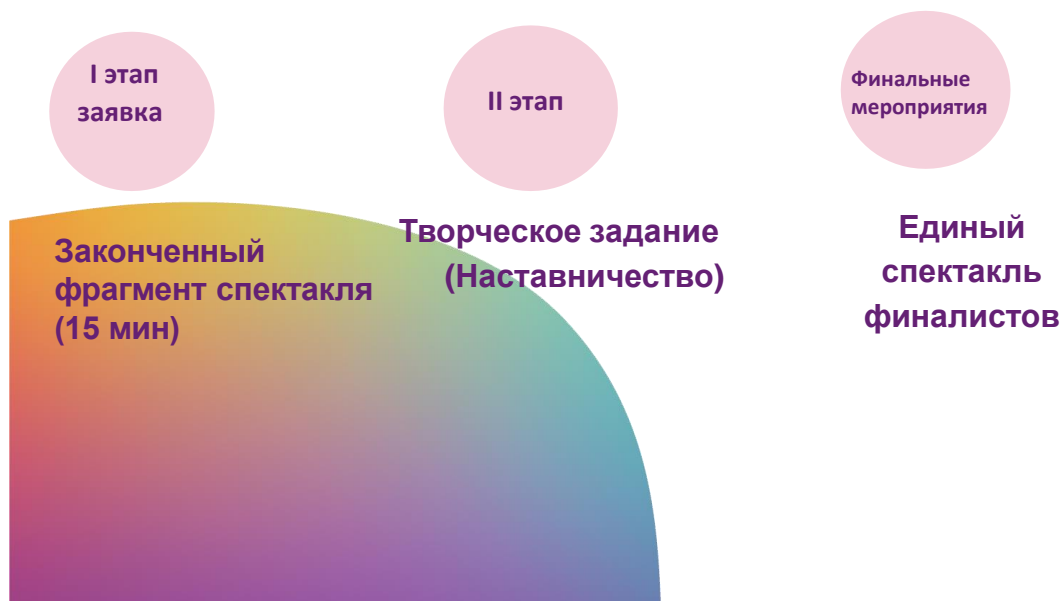 I этап
заявка
II этап
Финальные
мероприятия
Законченный
фрагмент спектакля
(15 мин)
Творческое задание
(Наставничество)
Единый
спектакль
финалистов